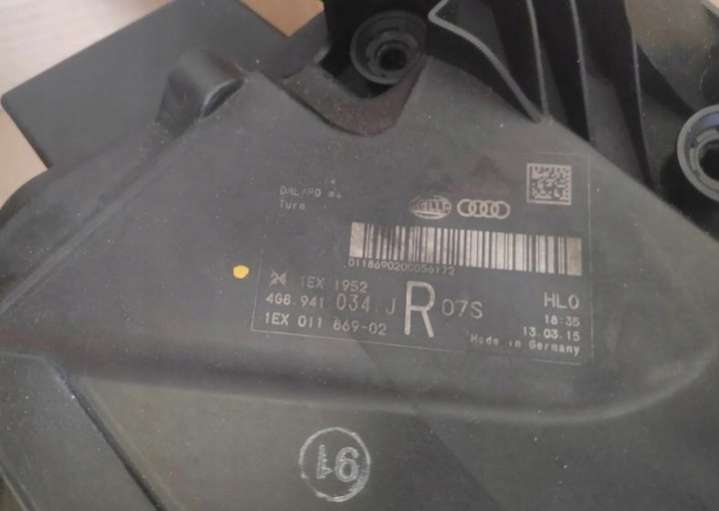 DRL/PO
Turn
HELLA
01186902000056172
1EX 1952
4G8.941 034.J R 07S HL0
18:35
1EX 011 869-02 13.03.15
Made in Germany
91